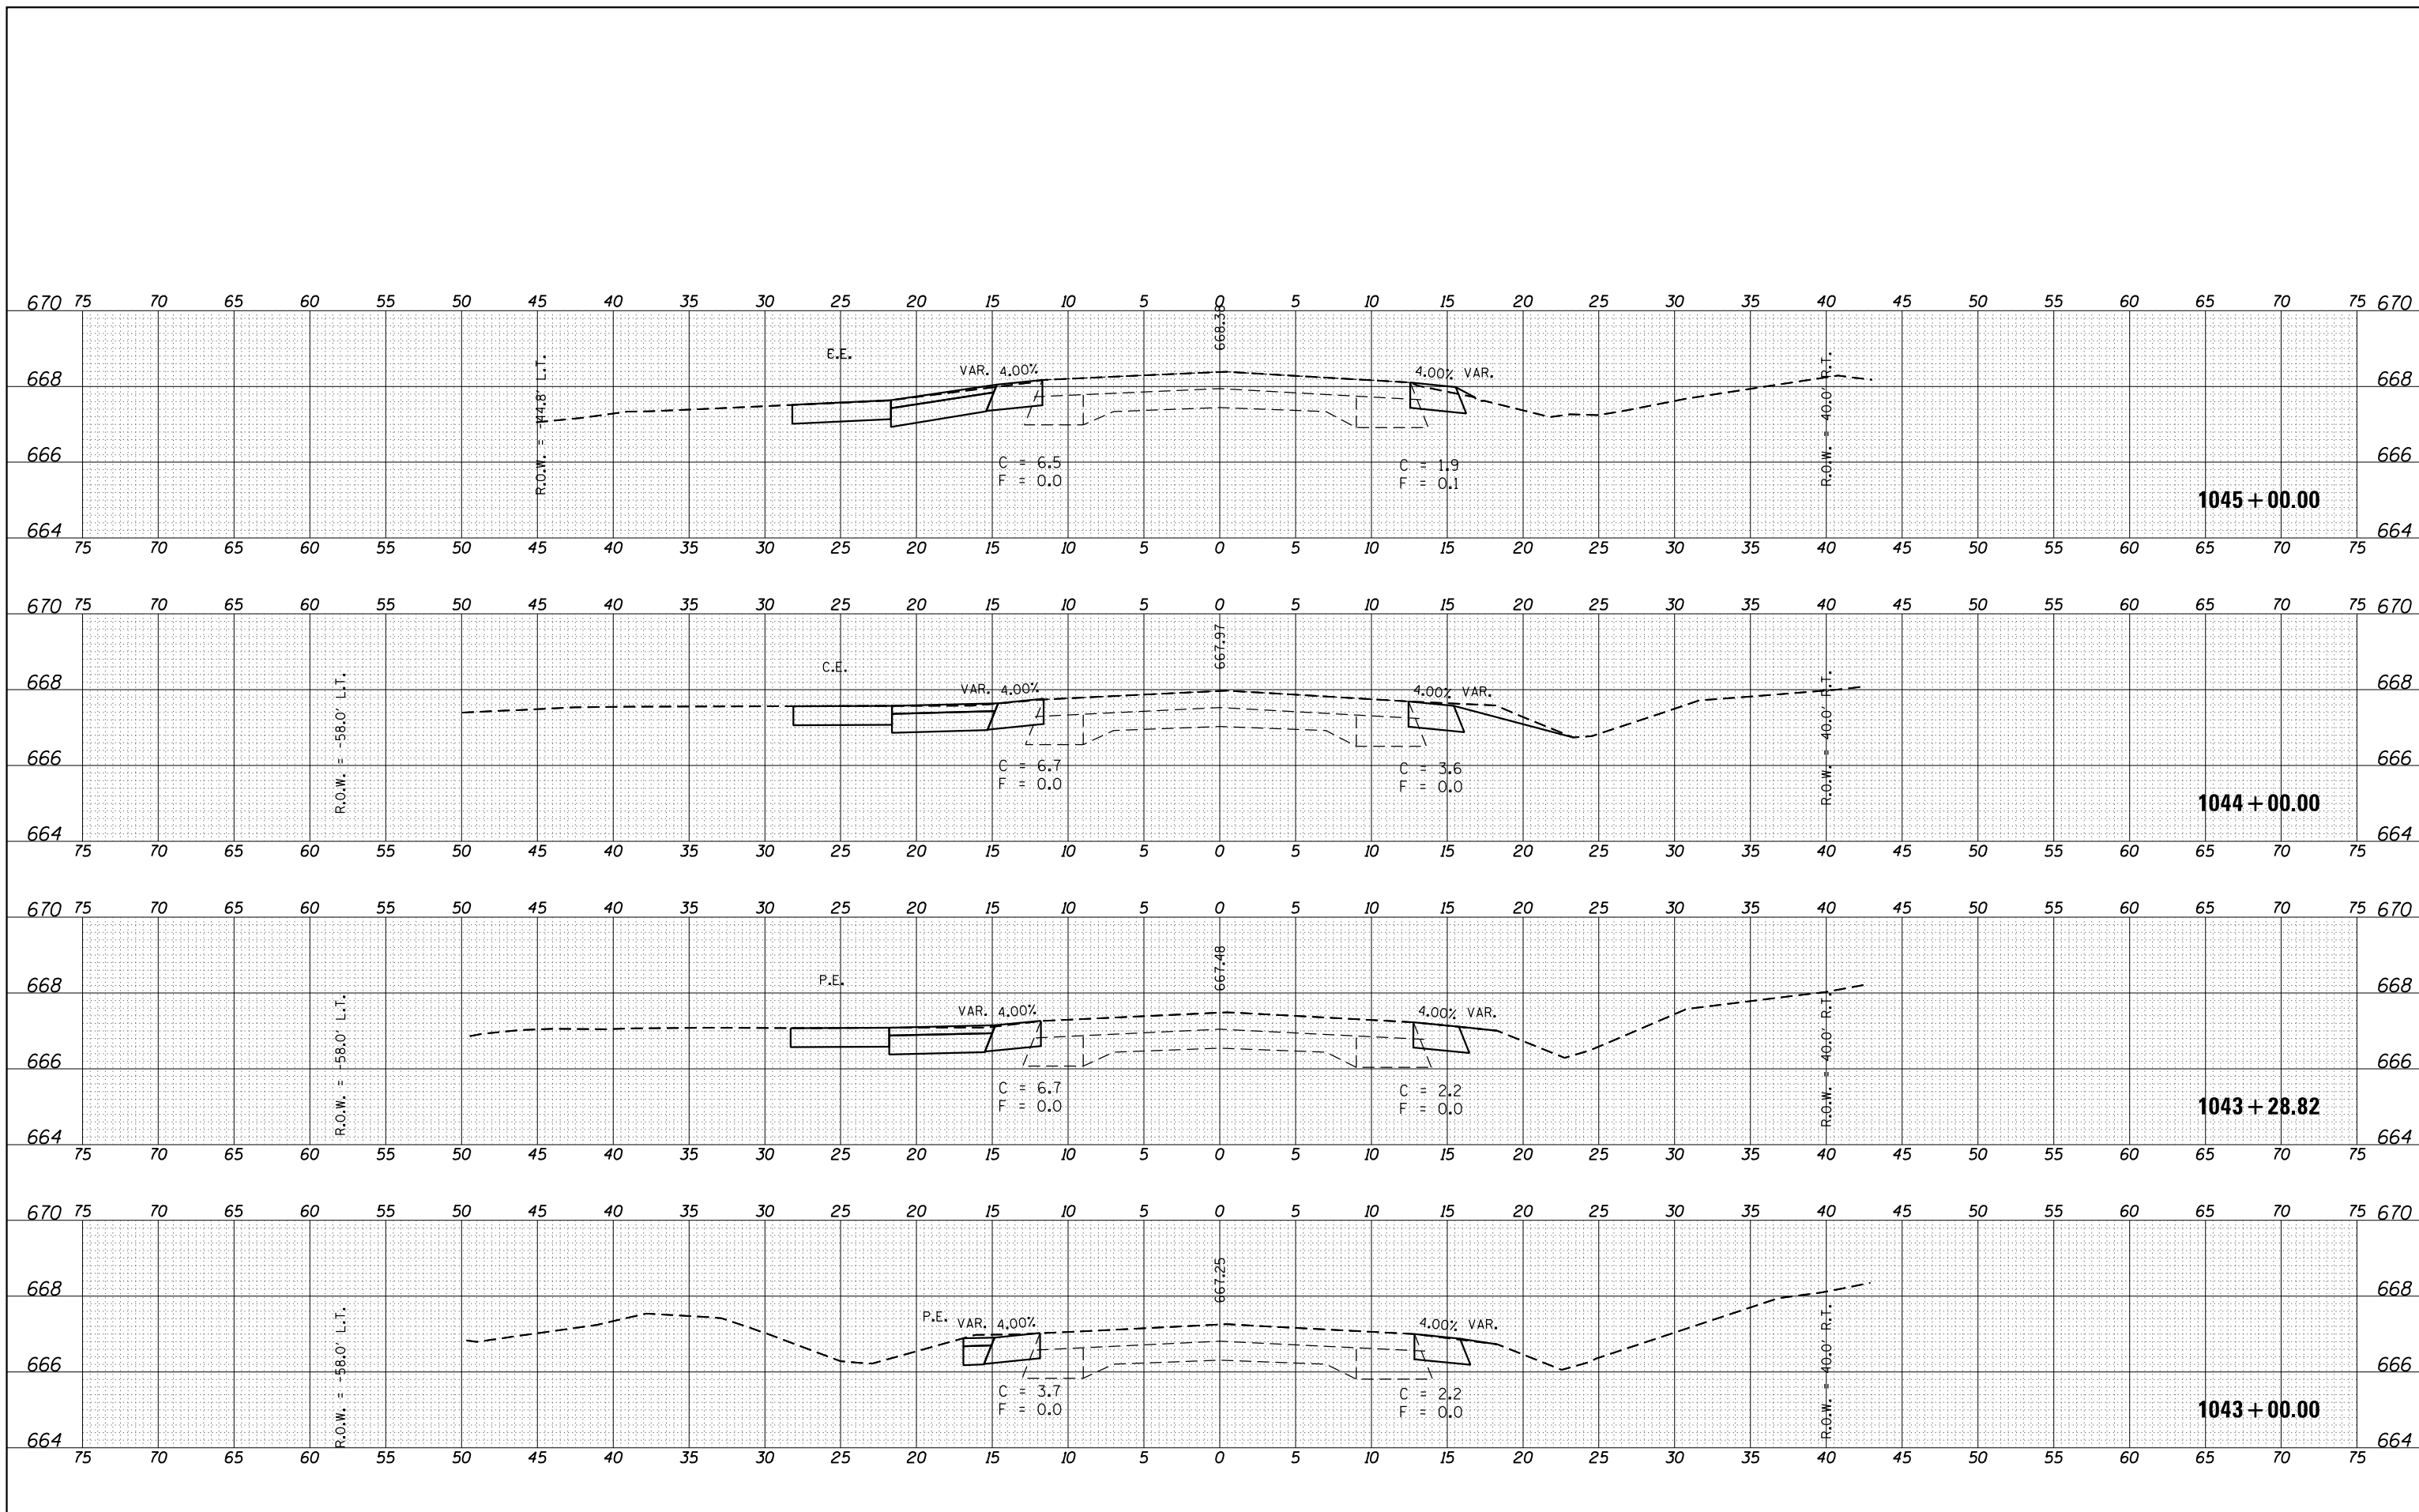 670 75 70 65 60 55 50 45 40 35 30 25 20 15 10 5 0 5 10 15 20 25 30 35 40 45 50 55 60 65 70 75 670
668.38
R.O.W. = -44.8' L.T.
E.E.
VAR. 4.00%
4.00% VAR.
R.O.W. = 40.0' R.T.
668 668
666 666
C = 6.5
F = 0.0
C = 1.9
F = 0.1
1045+00.00
664 664
75 70 65 60 55 50 45 40 35 30 25 20 15 10 5 0 5 10 15 20 25 30 35 40 45 50 55 60 65 70 75
670 75 70 65 60 55 50 45 40 35 30 25 20 15 10 5 0 5 10 15 20 25 30 35 40 45 50 55 60 65 70 75 670
667.97
R.O.W. = -58.0' L.T.
C.E.
VAR. 4.00%
4.00% VAR.
R.O.W. = 40.0' R.T.
668 668
666 666
C = 6.7
F = 0.0
C = 3.6
F = 0.0
1044+00.00
664 664
75 70 65 60 55 50 45 40 35 30 25 20 15 10 5 0 5 10 15 20 25 30 35 40 45 50 55 60 65 70 75
670 75 70 65 60 55 50 45 40 35 30 25 20 15 10 5 0 5 10 15 20 25 30 35 40 45 50 55 60 65 70 75 670
667.48
R.O.W. = -58.0' L.T.
P.E.
VAR. 4.00%
4.00% VAR.
R.O.W. = 40.0' R.T.
668 668
666 666
C = 6.7
F = 0.0
C = 2.2
F = 0.0
1043+28.82
664 664
75 70 65 60 55 50 45 40 35 30 25 20 15 10 5 0 5 10 15 20 25 30 35 40 45 50 55 60 65 70 75
670 75 70 65 60 55 50 45 40 35 30 25 20 15 10 5 0 5 10 15 20 25 30 35 40 45 50 55 60 65 70 75 670
667.25
R.O.W. = -58.0' L.T.
P.E.
VAR. 4.00%
4.00% VAR.
R.O.W. = 40.0' R.T.
668 668
666 666
C = 3.7
F = 0.0
C = 2.2
F = 0.0
1043+00.00
664 664
75 70 65 60 55 50 45 40 35 30 25 20 15 10 5 0 5 10 15 20 25 30 35 40 45 50 55 60 65 70 75